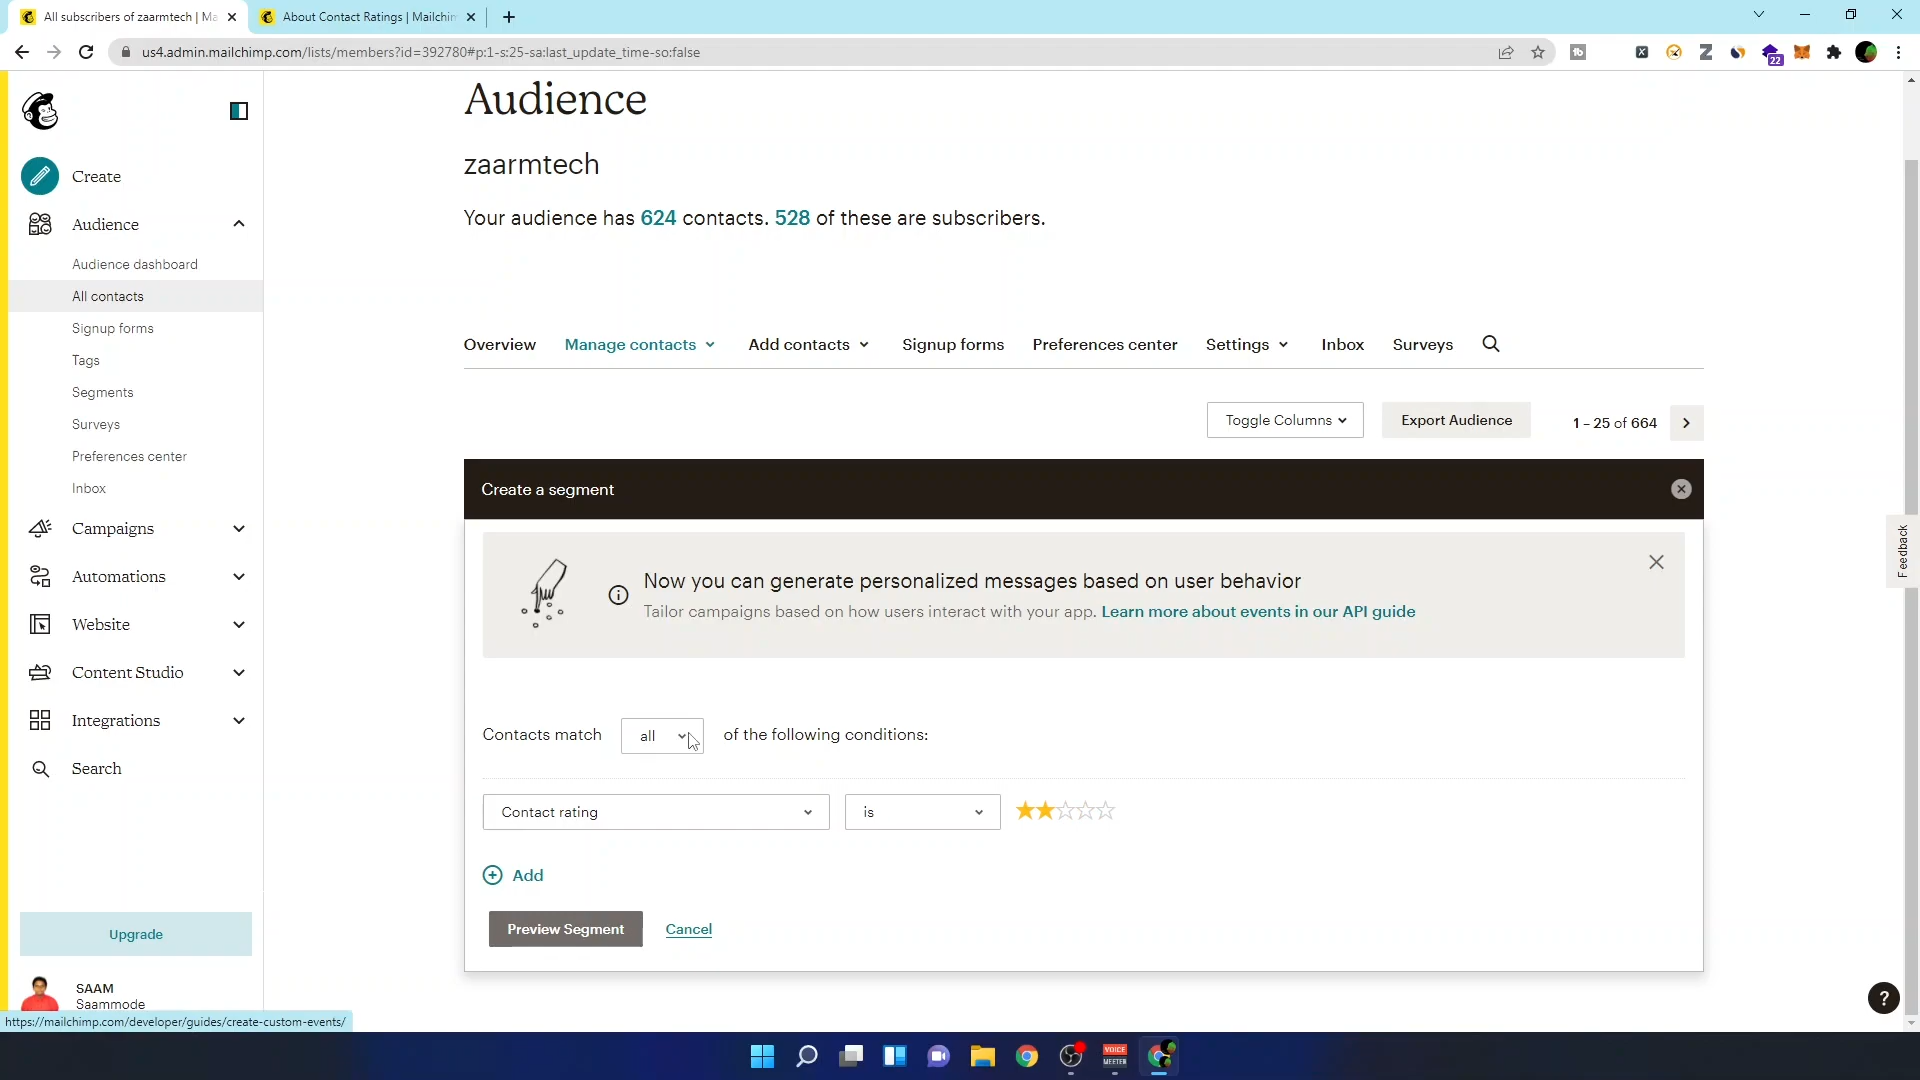 All subscribers of zaarmtech | Ma
About Contact Ratings | Mailchim
us4.admin.mailchimp.com/lists/members?id=392780#p:1-s:25-sa:last_update_time-so:false
22
Create
Audience
Audience dashboard
All contacts
Signup forms
Tags
Segments
Surveys
Preferences center
Inbox
Campaigns
Automations
Website
Content Studio
Integrations
Search
Upgrade
SAAM
Saammode
https://mailchimp.com/developer/guides/create-custom-events/
Audience
zaarmtech
Your audience has 624 contacts. 528 of these are subscribers.
Overview Manage contacts Add contacts Signup forms Preferences center Settings Inbox Surveys
Toggle Columns Export Audience 1 – 25 of 664
Create a segment
Now you can generate personalized messages based on user behavior
Tailor campaigns based on how users interact with your app. Learn more about events in our API guide
Contacts match all of the following conditions:
Contact rating is
Add
Preview Segment Cancel
Feedback
?
VOICE
MEETER